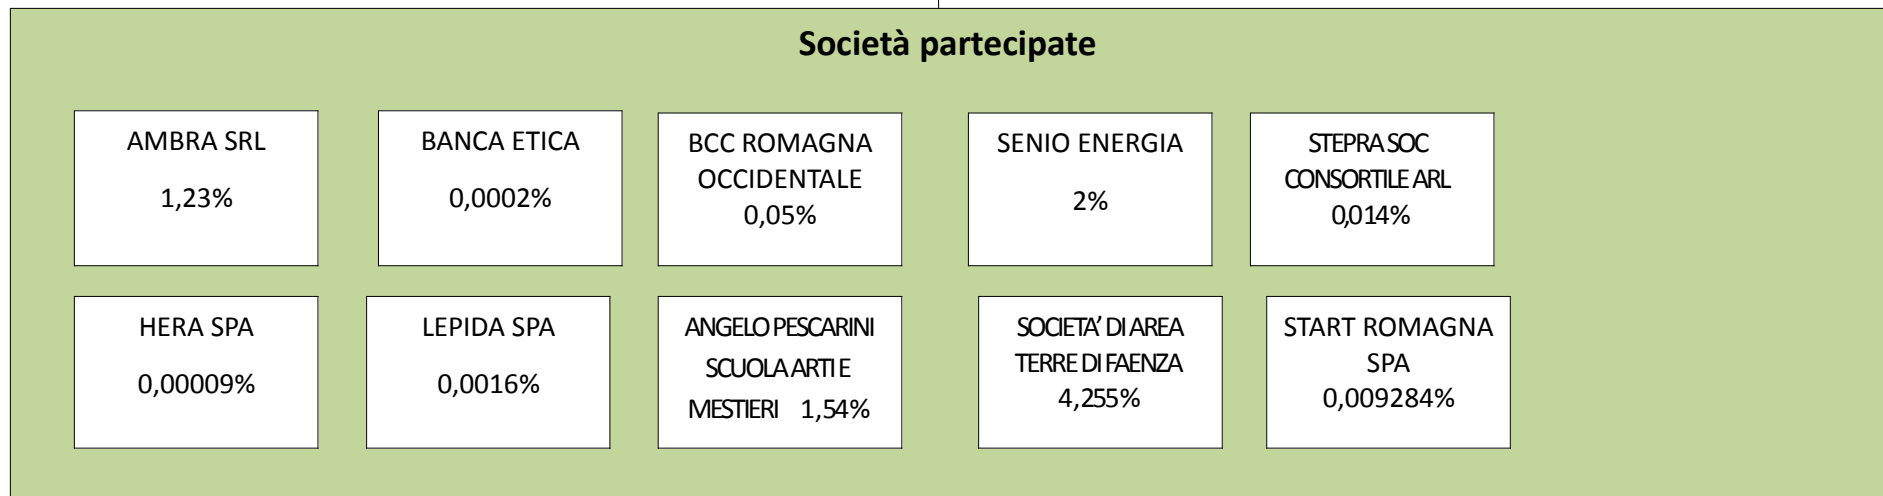 Società partecipate
AMBRA SRL
1,23%
BANCA ETICA
0,0002%
BCC ROMAGNA
OCCIDENTALE
0,05%
SENIO ENERGIA
2%
STEPRA SOC
CONSORTILE ARL
0,014%
HERA SPA
0,00009%
LEPIDA SPA
0,0016%
ANGELO PESCARINI
SCUOLA ARTI E
MESTIERI 1,54%
SOCIETA’ DI AREA
TERRE DI FAENZA
4,255%
START ROMAGNA
SPA
0,009284%